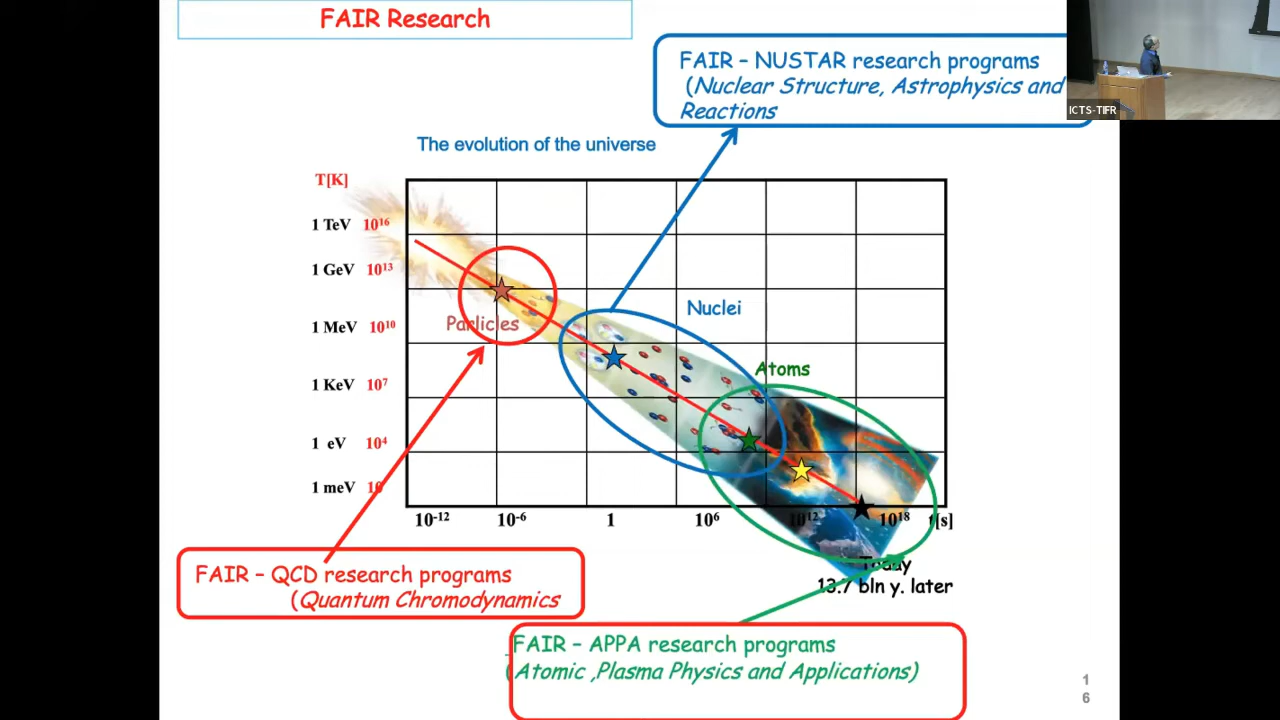 FAIR Research
FAIR – NUSTAR research programs
(Nuclear Structure, Astrophysics and
Reactions
ICTS-TIFR
The evolution of the universe
T[K]
1 TeV 10¹⁶
1 GeV 10¹³
1 MeV 10¹⁰
1 KeV 10⁷
1 eV 10⁴
1 meV 10
Particles
Nuclei
Atoms
10⁻¹² 10⁻⁶ 1 10⁶ 10¹² 10¹⁸ t[s]
Today
13.7 bln y. later
FAIR – QCD research programs
(Quantum Chromodynamics
FAIR – APPA research programs
(Atomic ,Plasma Physics and Applications)
1
6